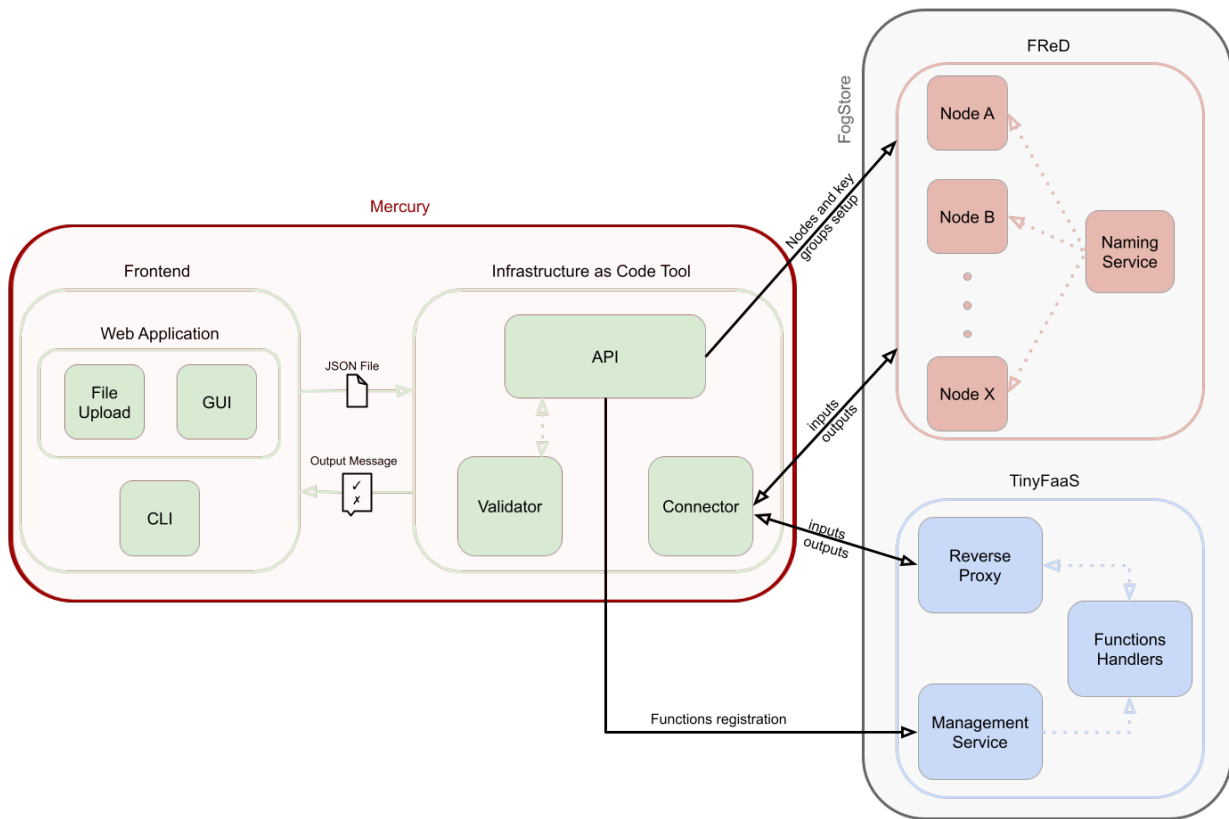 Mercury
Frontend
Web Application
File
Upload
GUI
CLI
JSON File
Output Message
Infrastructure as Code Tool
API
Validator
Connector
Nodes and key
groups setup
inputs
outputs
inputs
outputs
Functions registration
FogStore
FReD
Node A
Node B
Node X
Naming
Service
TinyFaaS
Reverse
Proxy
Functions
Handlers
Management
Service